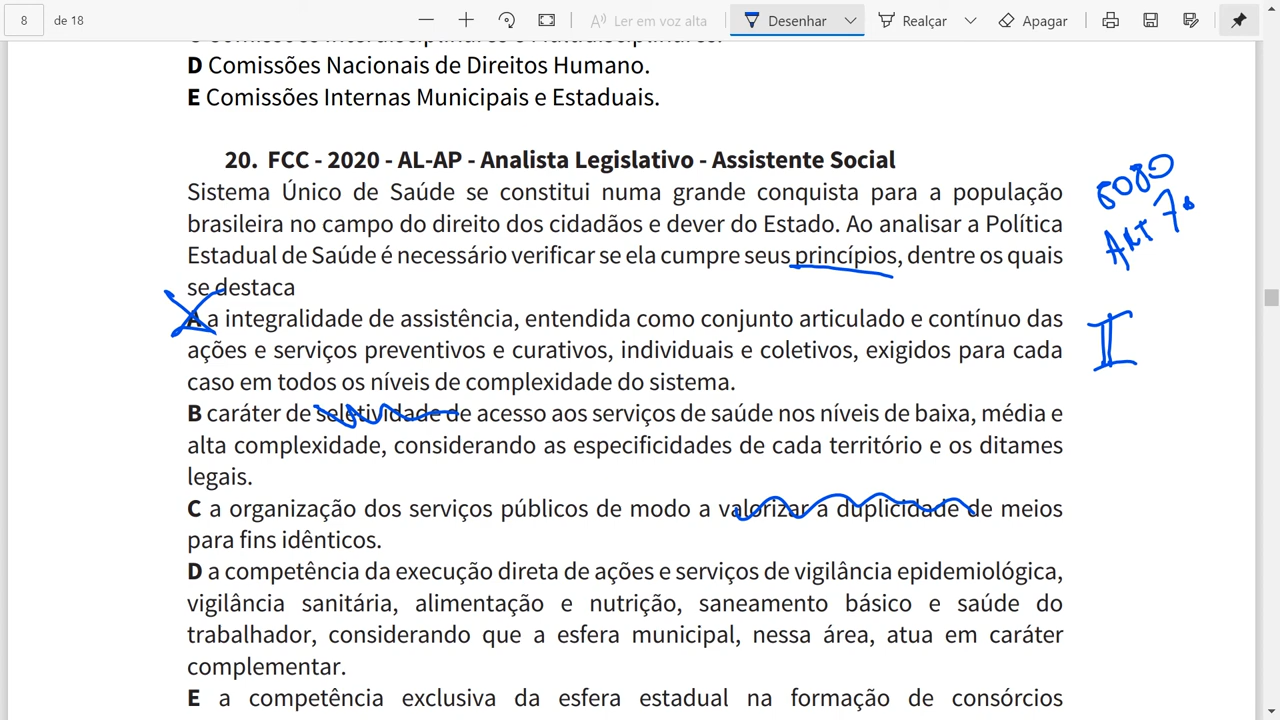 8 de 18 Ler em voz alta Desenhar Realçar Apagar
D Comissões Nacionais de Direitos Humano.
E Comissões Internas Municipais e Estaduais.
20. FCC - 2020 - AL-AP - Analista Legislativo - Assistente Social
Sistema Único de Saúde se constitui numa grande conquista para a população
brasileira no campo do direito dos cidadãos e dever do Estado. Ao analisar a Política
Estadual de Saúde é necessário verificar se ela cumpre seus princípios, dentre os quais
se destaca
8080
ART 7º
A a integralidade de assistência, entendida como conjunto articulado e contínuo das
ações e serviços preventivos e curativos, individuais e coletivos, exigidos para cada
caso em todos os níveis de complexidade do sistema.
II
B caráter de seletividade de acesso aos serviços de saúde nos níveis de baixa, média e
alta complexidade, considerando as especificidades de cada território e os ditames
legais.
C a organização dos serviços públicos de modo a valorizar a duplicidade de meios
para fins idênticos.
D a competência da execução direta de ações e serviços de vigilância epidemiológica,
vigilância sanitária, alimentação e nutrição, saneamento básico e saúde do
trabalhador, considerando que a esfera municipal, nessa área, atua em caráter
complementar.
E a competência exclusiva da esfera estadual na formação de consórcios